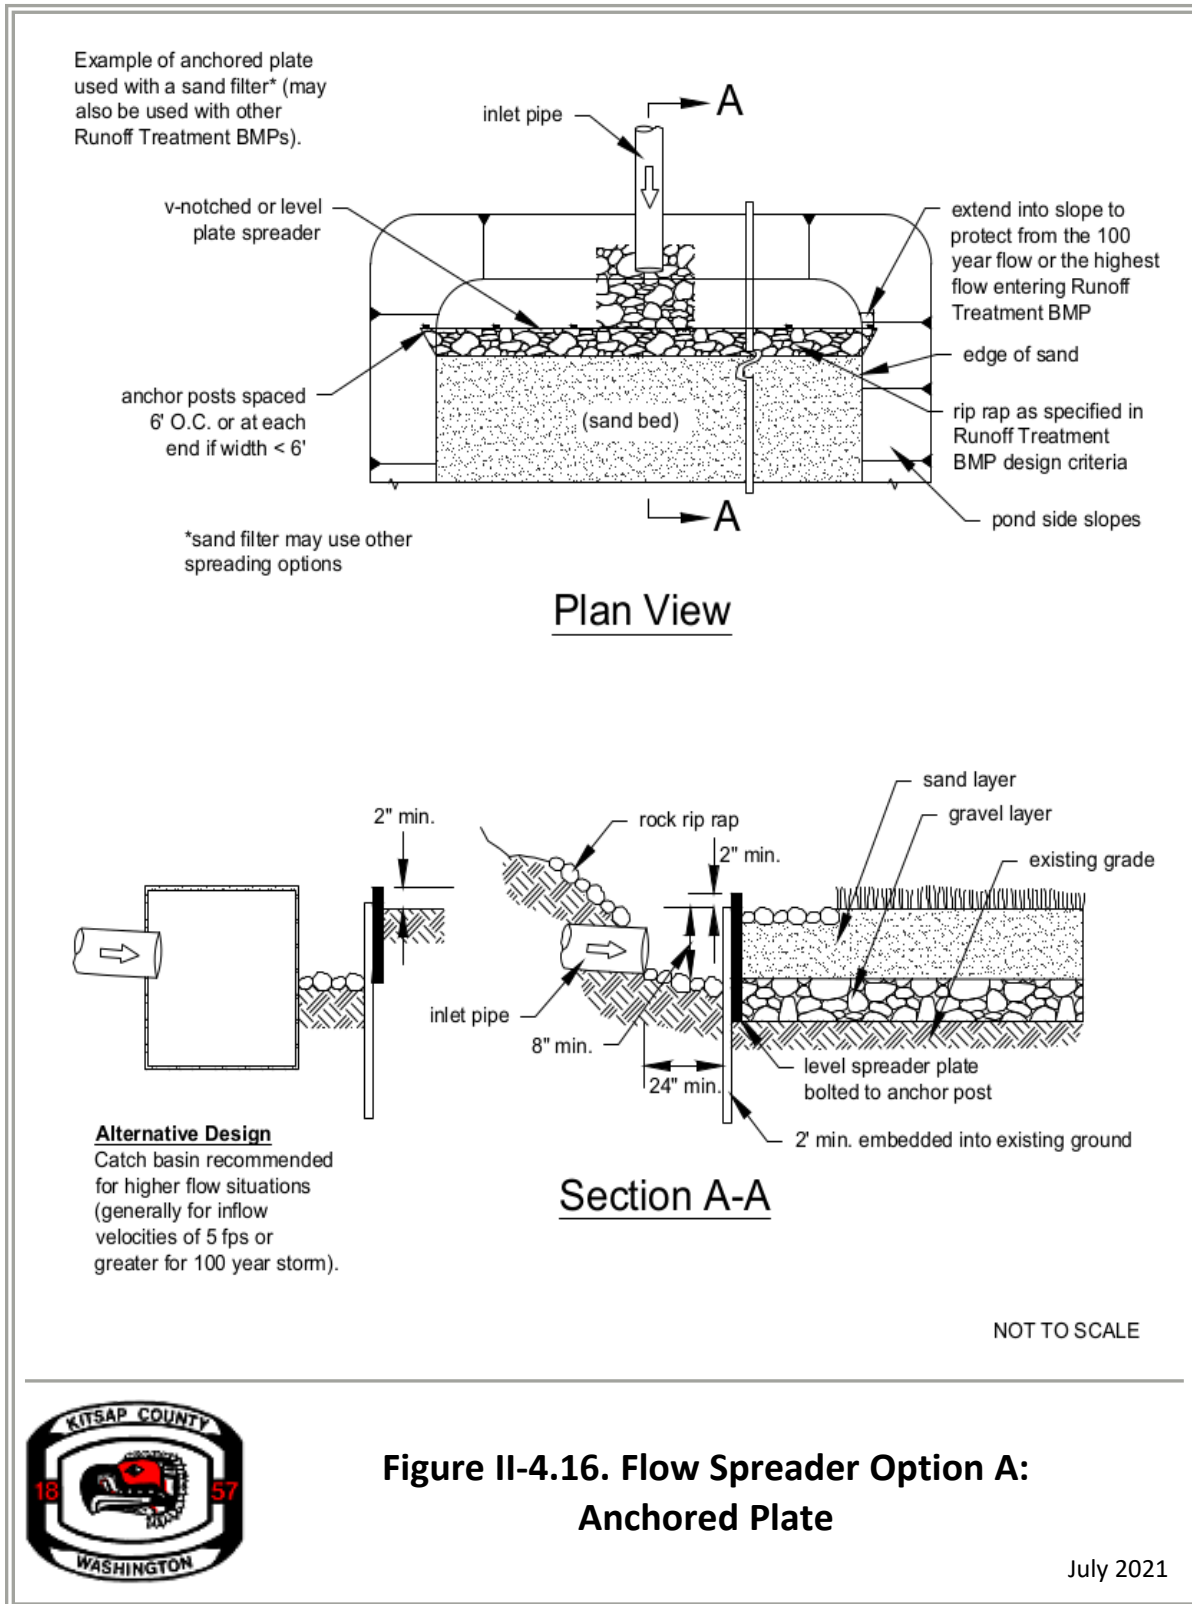 Example of anchored plate
used with a sand filter* (may
also be used with other
Runoff Treatment BMPs).
inlet pipe
A
v-notched or level
plate spreader
extend into slope to
protect from the 100
year flow or the highest
flow entering Runoff
Treatment BMP
edge of sand
anchor posts spaced
6' O.C. or at each
end if width < 6'
(sand bed)
rip rap as specified in
Runoff Treatment
BMP design criteria
A
pond side slopes
*sand filter may use other
spreading options
Plan View
sand layer
gravel layer
2" min.
rock rip rap
2" min.
existing grade
inlet pipe
8" min.
24" min.
level spreader plate
bolted to anchor post
2' min. embedded into existing ground
Alternative Design
Catch basin recommended
for higher flow situations
(generally for inflow
velocities of 5 fps or
greater for 100 year storm).
Section A-A
NOT TO SCALE
KITSAP COUNTY
18 57
WASHINGTON
Figure II-4.16. Flow Spreader Option A:
Anchored Plate
July 2021